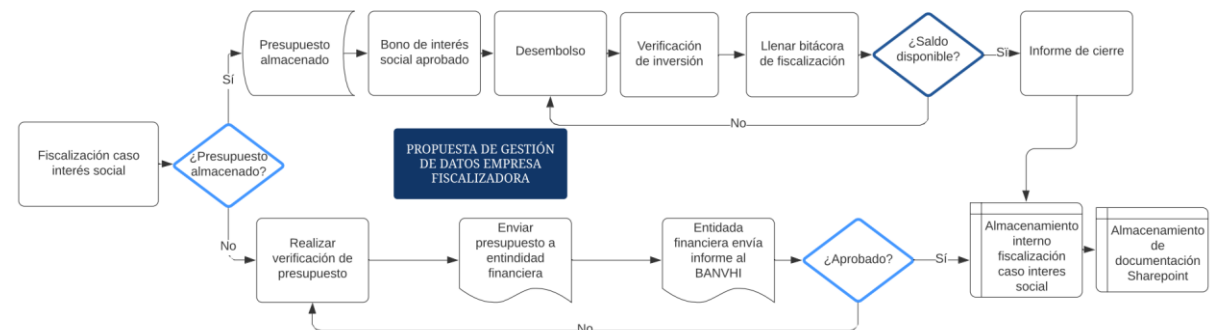 Presupuesto
almacenado
Bono de interés
social aprobado
Desembolso
Verificación
de inversión
Llenar bitácora
de fiscalización
¿Saldo
disponible?
Sí
Informe de cierre
Sí
No
Fiscalización caso
interés social
¿Presupuesto
almacenado?
PROPUESTA DE GESTIÓN
DE DATOS EMPRESA
FISCALIZADORA
No
Realizar
verificación de
presupuesto
Enviar
presupuesto a
entindidad
financiera
Entidada
financiera envía
informe al
BANVHI
¿Aprobado?
Sí
Almacenamiento
interno
fiscalización
caso interes
social
Almacenamiento
de
documentación
Sharepoint
No